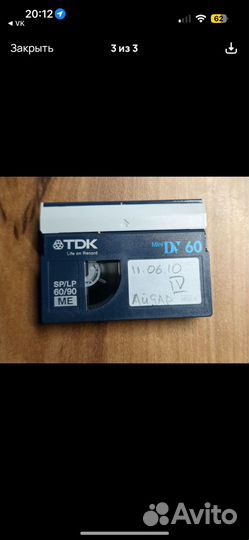 20:12
62
VK
Закрыть
3 из 3
TDK
Life on Record
Mini DV 60
SP/LP
60/90
ME
11.06.10
IV
Айдар
Avito